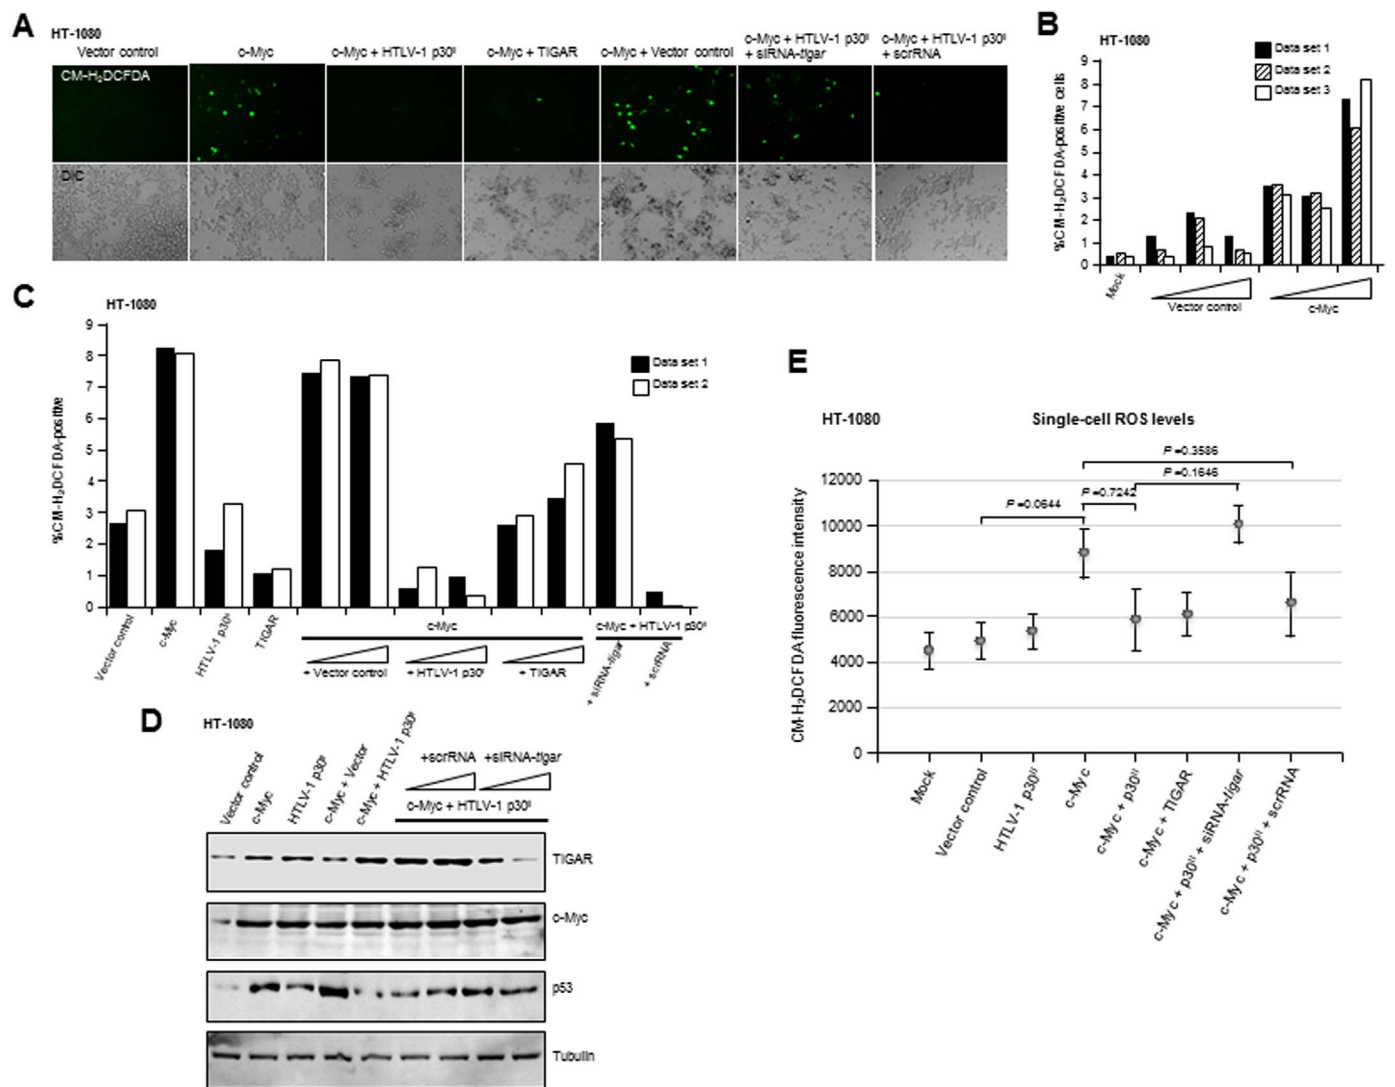 A
HT-1080
Vector control
c-Myc
c-Myc + HTLV-1 p30ᴵᴵ
c-Myc + TIGAR
c-Myc + Vector control
c-Myc + HTLV-1 p30ᴵᴵ
+ siRNA-tigar
c-Myc + HTLV-1 p30ᴵᴵ
+ scrRNA
CM-H₂DCFDA
DIC
B
HT-1080
Data set 1
Data set 2
Data set 3
%CM-H₂DCFDA-positive cells
9
8
7
6
5
4
3
2
1
0
Mock
Vector control
c-Myc
C
HT-1080
Data set 1
Data set 2
%CM-H₂DCFDA-positive
9
8
7
6
5
4
3
2
1
0
Vector control
c-Myc
HTLV-1 p30ᴵᴵ
TIGAR
c-Myc
+ Vector control
+ HTLV-1 p30ᴵᴵ
+ TIGAR
c-Myc + HTLV-1 p30ᴵᴵ
+ siRNA-tigar
+ scrRNA
D
HT-1080
Vector control
c-Myc
HTLV-1 p30ᴵᴵ
c-Myc + Vector
c-Myc + HTLV-1 p30ᴵᴵ
+scrRNA
+siRNA-tigar
c-Myc + HTLV-1 p30ᴵᴵ
TIGAR
c-Myc
p53
Tubulin
E
HT-1080
Single-cell ROS levels
P =0.3586
P =0.1646
P =0.7242
P =0.0644
CM-H₂DCFDA fluorescence intensity
12000
10000
8000
6000
4000
2000
0
Mock
Vector control
HTLV-1 p30ᴵᴵ
c-Myc
c-Myc + p30ᴵᴵ
c-Myc + TIGAR
c-Myc + p30ᴵᴵ + siRNA-tigar
c-Myc + p30ᴵᴵ + scrRNA